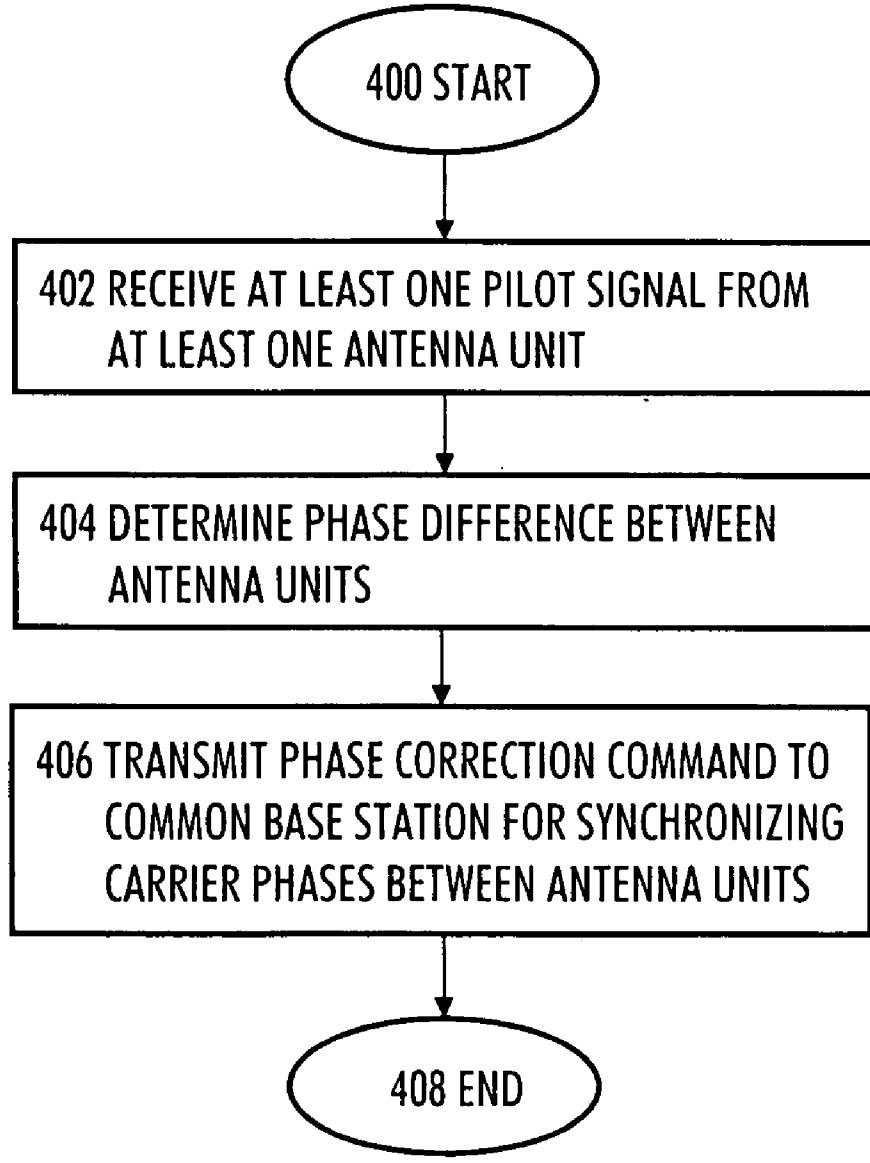 400 START
402 RECEIVE AT LEAST ONE PILOT SIGNAL FROM
AT LEAST ONE ANTENNA UNIT
404 DETERMINE PHASE DIFFERENCE BETWEEN
ANTENNA UNITS
406 TRANSMIT PHASE CORRECTION COMMAND TO
COMMON BASE STATION FOR SYNCHRONIZING
CARRIER PHASES BETWEEN ANTENNA UNITS
408 END